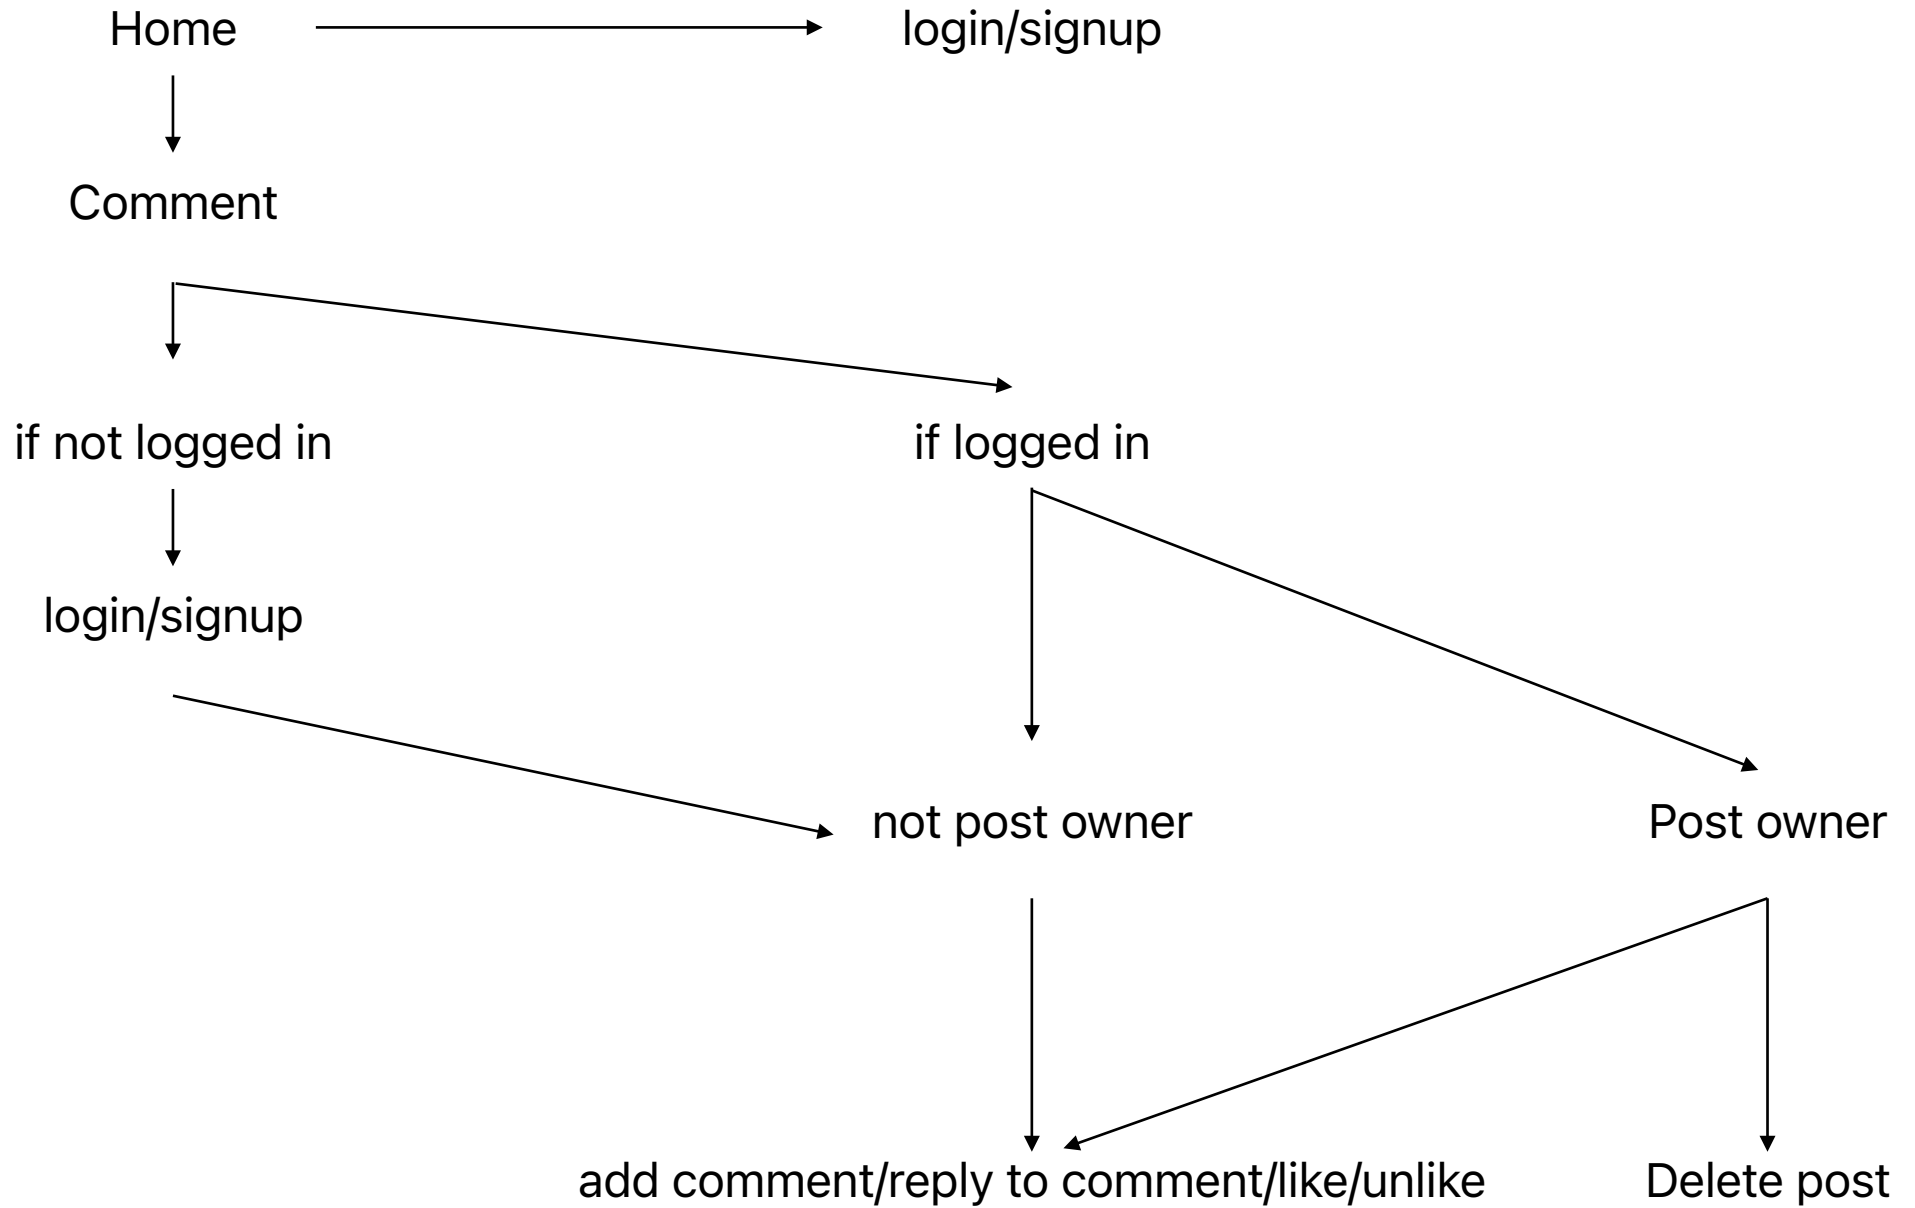 Home
login/signup
Comment
if not logged in
if logged in
login/signup
not post owner
Post owner
add comment/reply to comment/like/unlike
Delete post